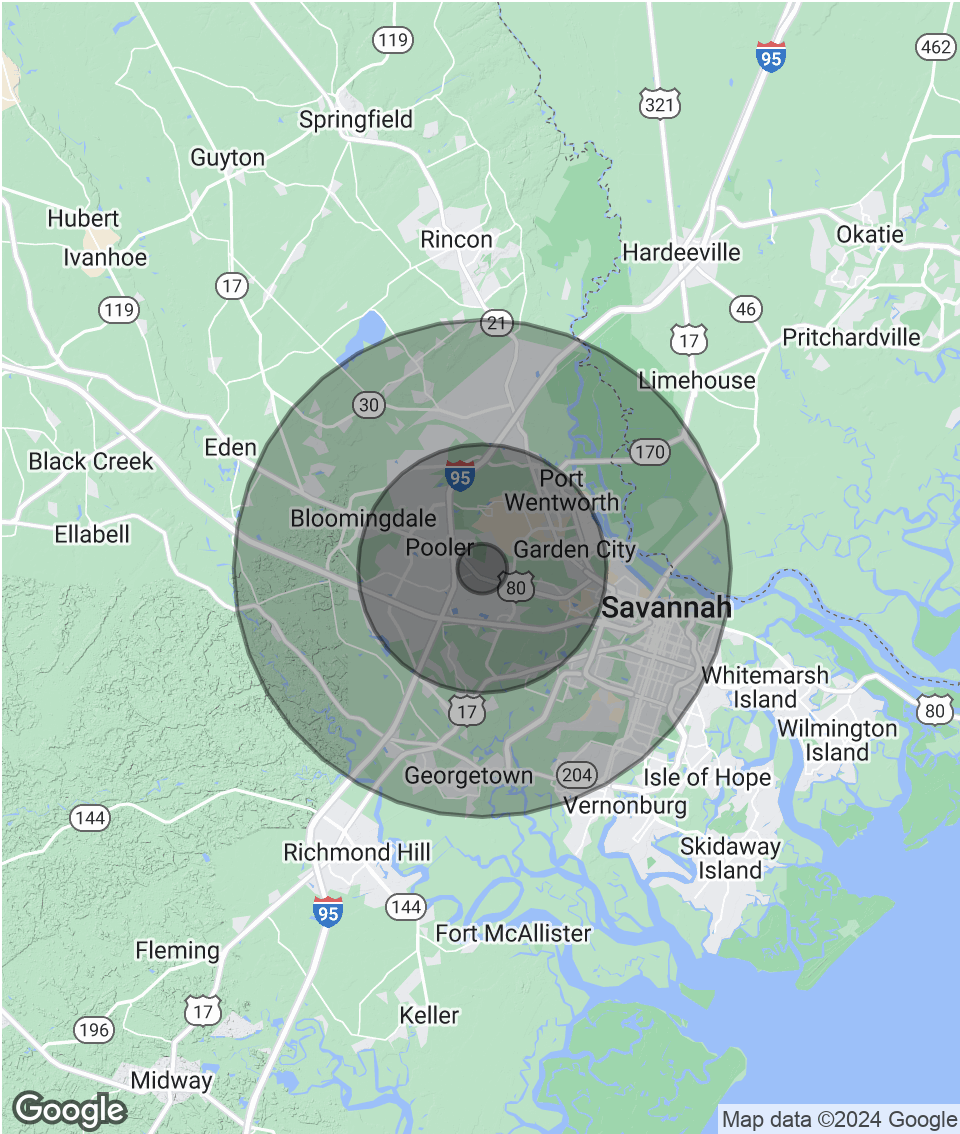 119
462
95
321
Springfield
Guyton
Hubert
Okatie
Rincon
Hardeeville
Ivanhoe
17
119
46
21
Pritchardville
17
Limehouse
30
Eden
170
Black Creek
95
Port
Wentworth
Bloomingdale
Ellabell
Pooler
Garden City
80
Savannah
Whitemarsh
Island
17
80
Wilmington
Island
Georgetown
204
Isle of Hope
Vernonburg
144
Skidaway
Island
Richmond Hill
144
95
Fort McAllister
Fleming
17
Keller
196
Midway
Google
Map data ©2024 Google